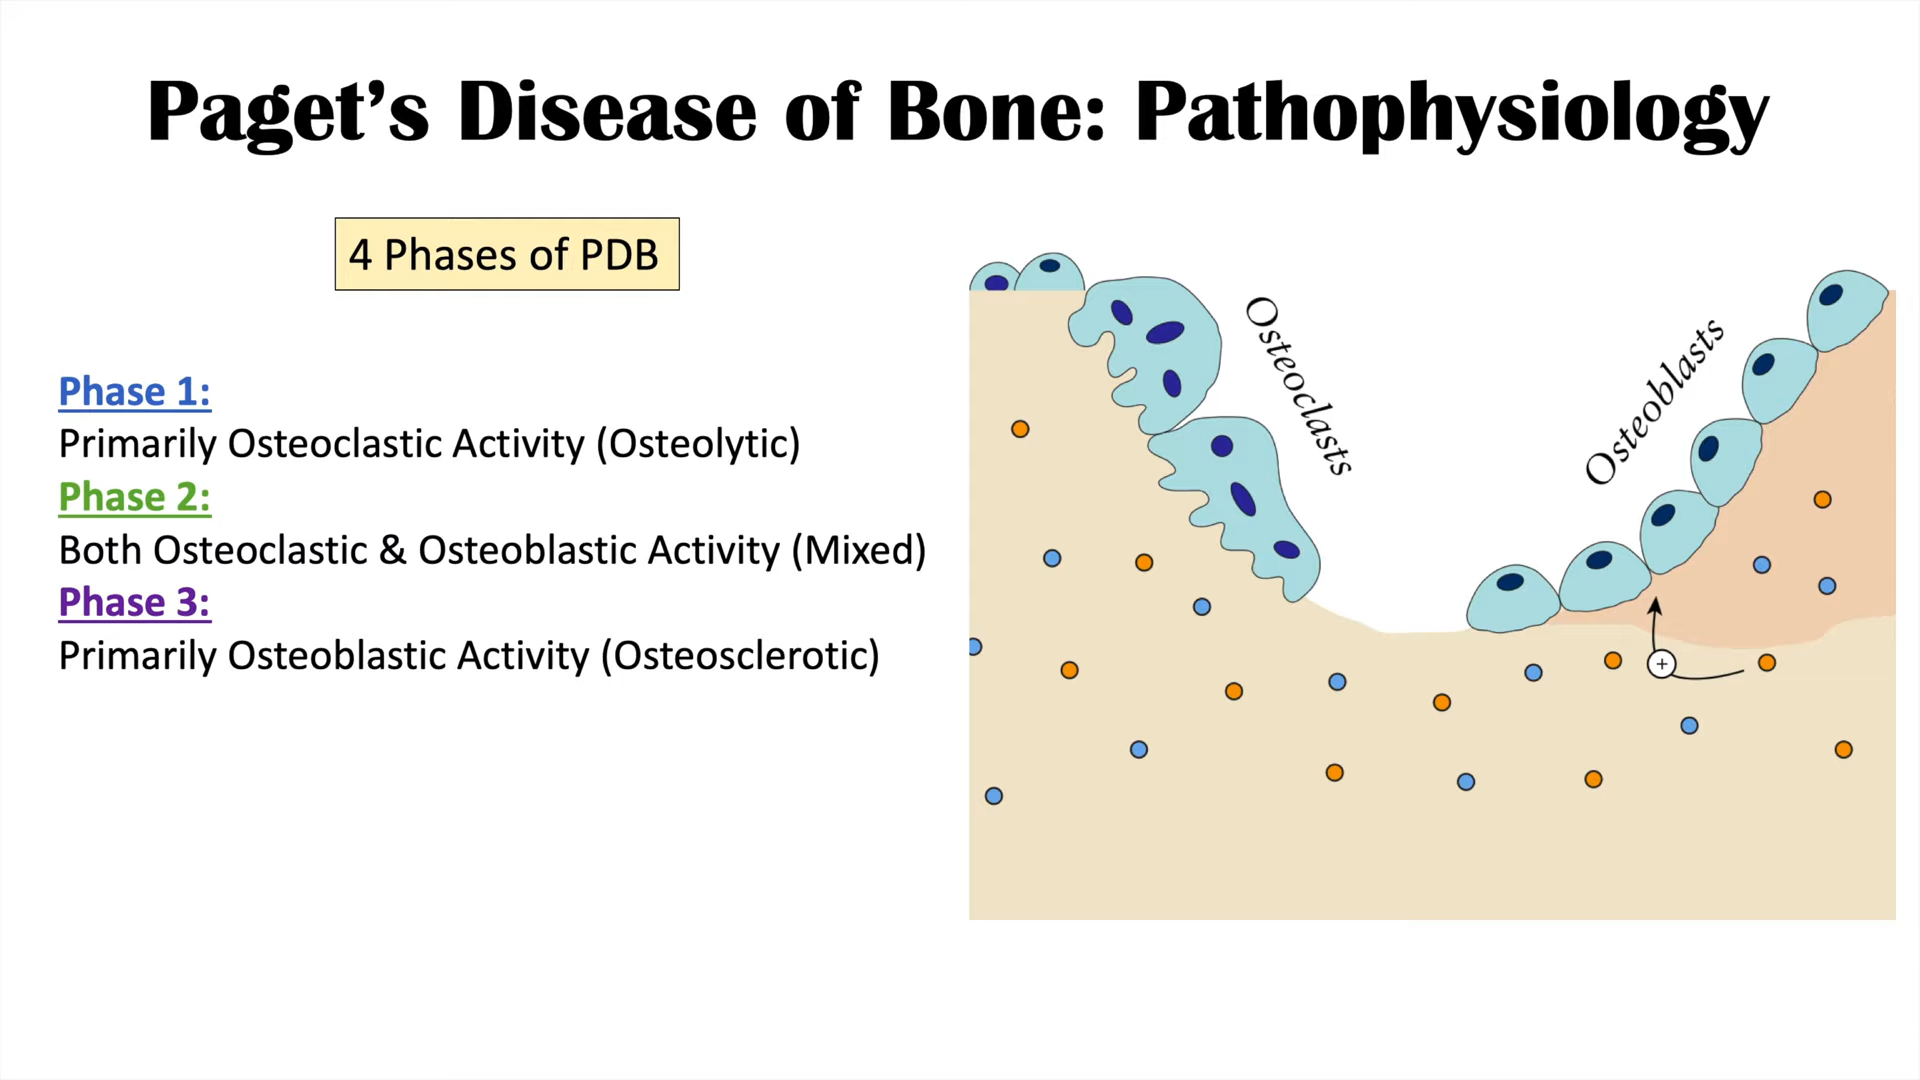 Paget’s Disease of Bone: Pathophysiology
4 Phases of PDB
Phase 1:
Primarily Osteoclastic Activity (Osteolytic)
Phase 2:
Both Osteoclastic & Osteoblastic Activity (Mixed)
Phase 3:
Primarily Osteoblastic Activity (Osteosclerotic)
Osteoclasts
Osteoblasts
+